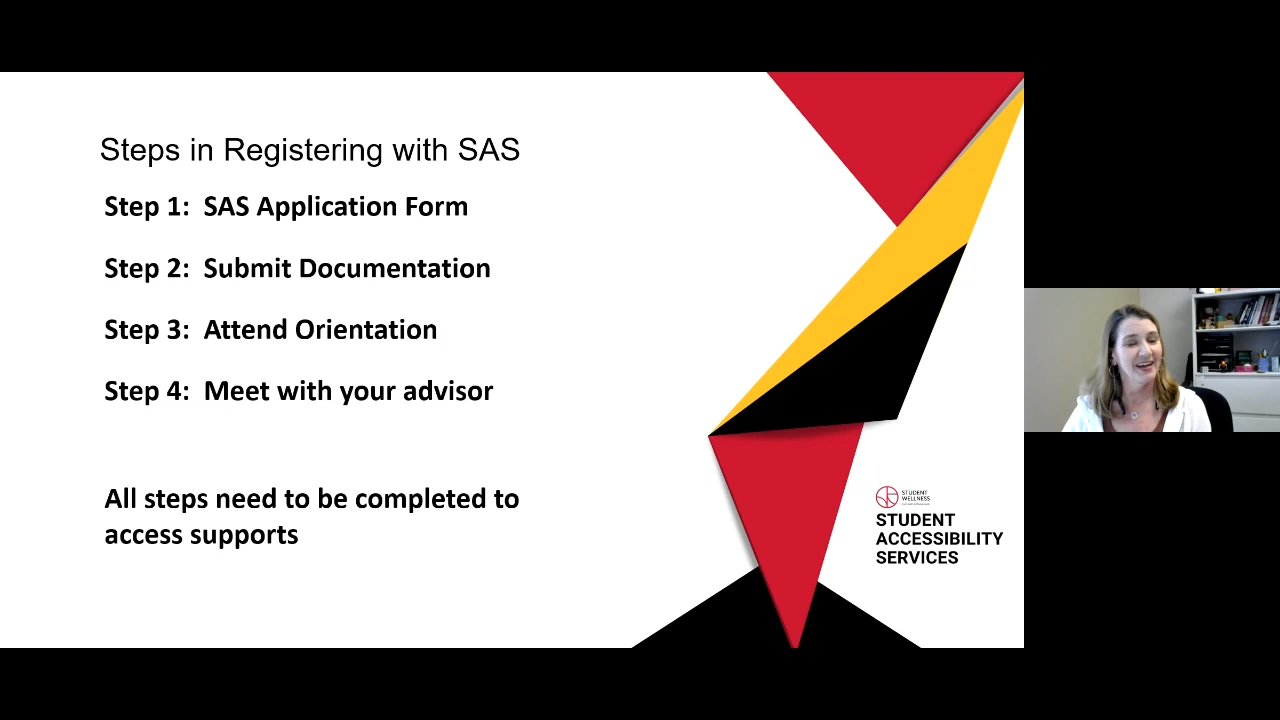 Steps in Registering with SAS
Step 1: SAS Application Form
Step 2: Submit Documentation
Step 3: Attend Orientation
Step 4: Meet with your advisor
All steps need to be completed to
access supports
STUDENT
WELLNESS
STUDENT
ACCESSIBILITY
SERVICES